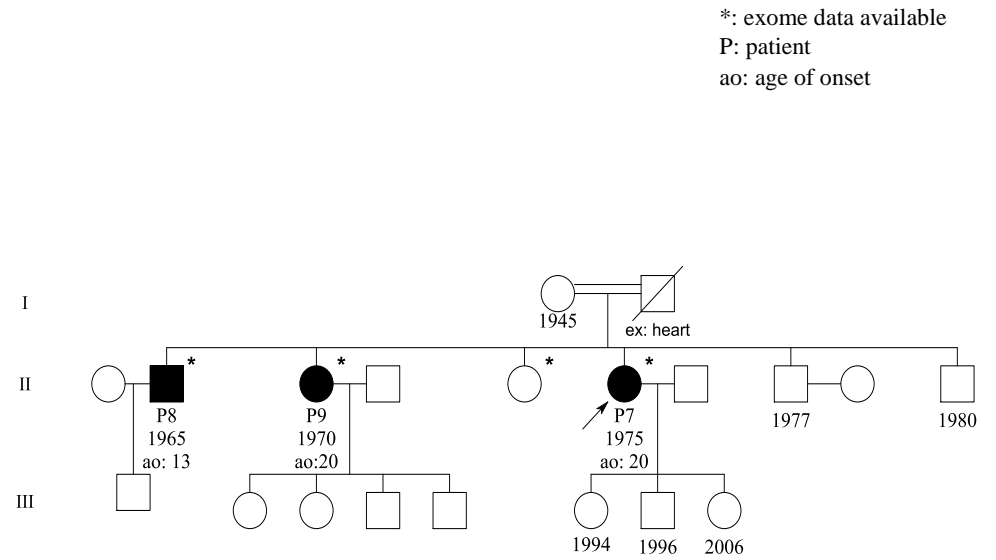 *: exome data available
P: patient
ao: age of onset
I
1945
ex: heart
* * * *
II
P8 P9 P7
1965 1970 1975 1977 1980
ao: 13 ao:20 ao: 20
III
1994 1996 2006